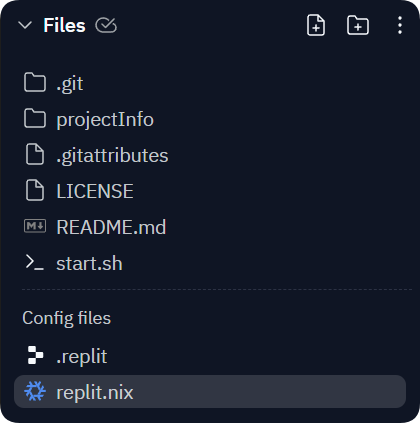 Files
.git
projectInfo
.gitattributes
LICENSE
M↓ README.md
start.sh
Config files
.replit
replit.nix